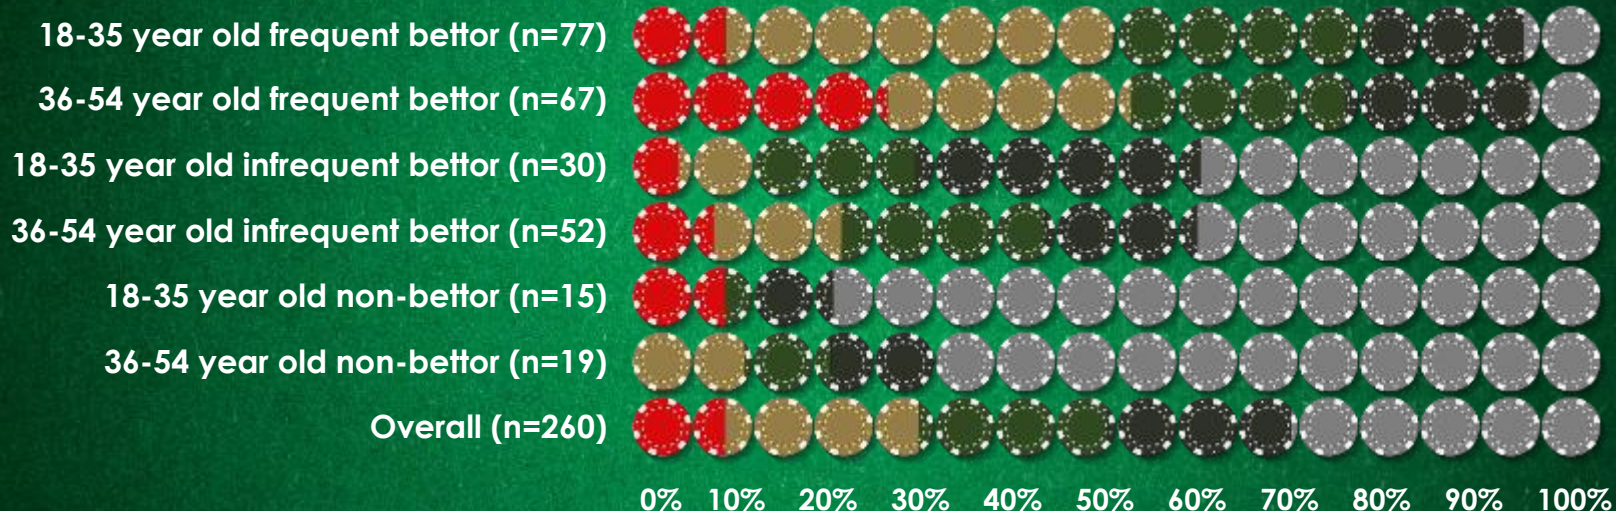 18-35 year old frequent bettor (n=77)
36-54 year old frequent bettor (n=67)
18-35 year old infrequent bettor (n=30)
36-54 year old infrequent bettor (n=52)
18-35 year old non-bettor (n=15)
36-54 year old non-bettor (n=19)
Overall (n=260)
0% 10% 20% 30% 40% 50% 60% 70% 80% 90% 100%